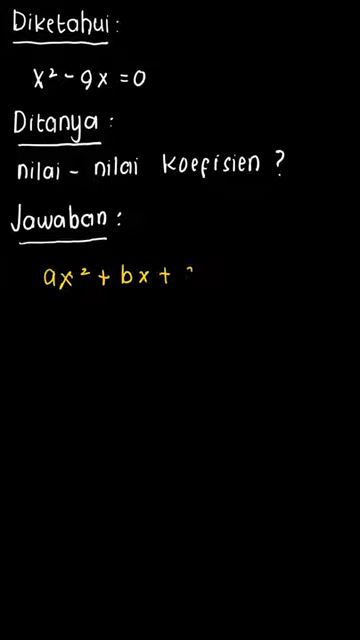 Diketahui :
x² - 9x = 0
Ditanya :
nilai - nilai koefisien ?
Jawaban :
ax² + bx +